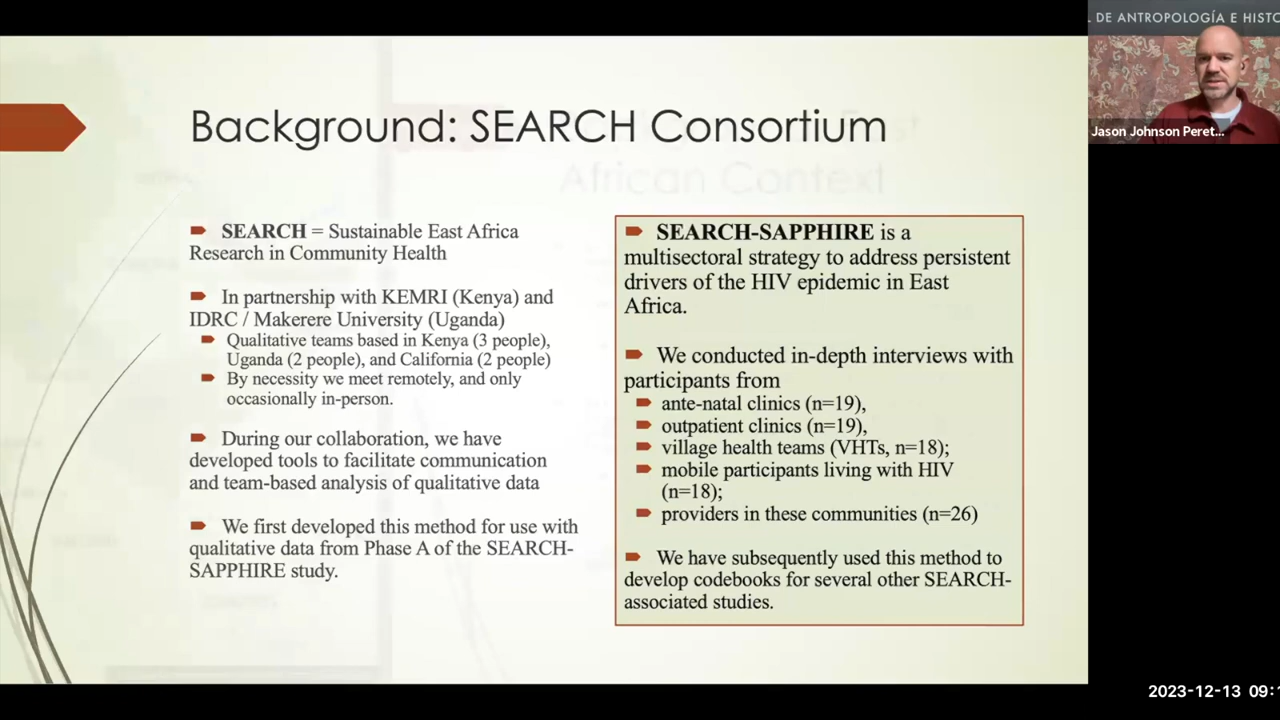 Background: SEARCH Consortium
African Context
SEARCH = Sustainable East Africa
Research in Community Health
In partnership with KEMRI (Kenya) and
IDRC / Makerere University (Uganda)
Qualitative teams based in Kenya (3 people),
Uganda (2 people), and California (2 people)
By necessity we meet remotely, and only
occasionally in-person.
During our collaboration, we have
developed tools to facilitate communication
and team-based analysis of qualitative data
We first developed this method for use with
qualitative data from Phase A of the SEARCH-
SAPPHIRE study.
SEARCH-SAPPHIRE is a
multisectoral strategy to address persistent
drivers of the HIV epidemic in East
Africa.
We conducted in-depth interviews with
participants from
ante-natal clinics (n=19),
outpatient clinics (n=19),
village health teams (VHTs, n=18);
mobile participants living with HIV
(n=18);
providers in these communities (n=26)
We have subsequently used this method to
develop codebooks for several other SEARCH-
associated studies.
DE ANTROPOLOGÍA E HISTO
Jason Johnson Peret...
2023-12-13 09: